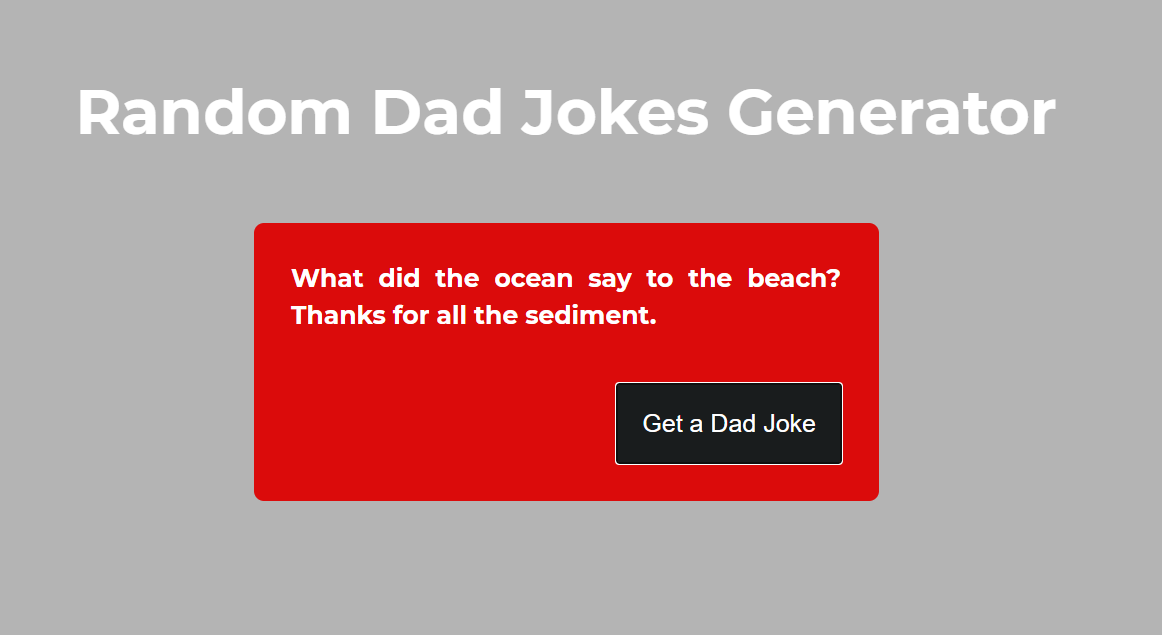 Random Dad Jokes Generator
What did the ocean say to the beach?
Thanks for all the sediment.
Get a Dad Joke